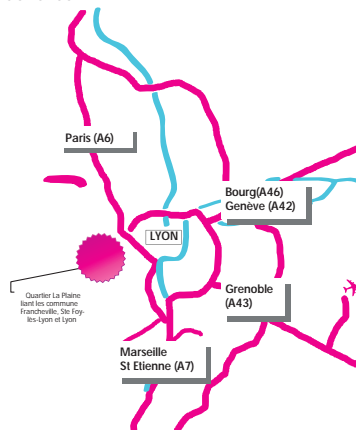 Paris (A6)
Bourg(A46)
Genève (A42)
LYON
Quartier La Plaine
liant les commune
Francheville, Ste Foy-
lès-Lyon et Lyon
Grenoble
(A43)
Marseille
St Etienne (A7)